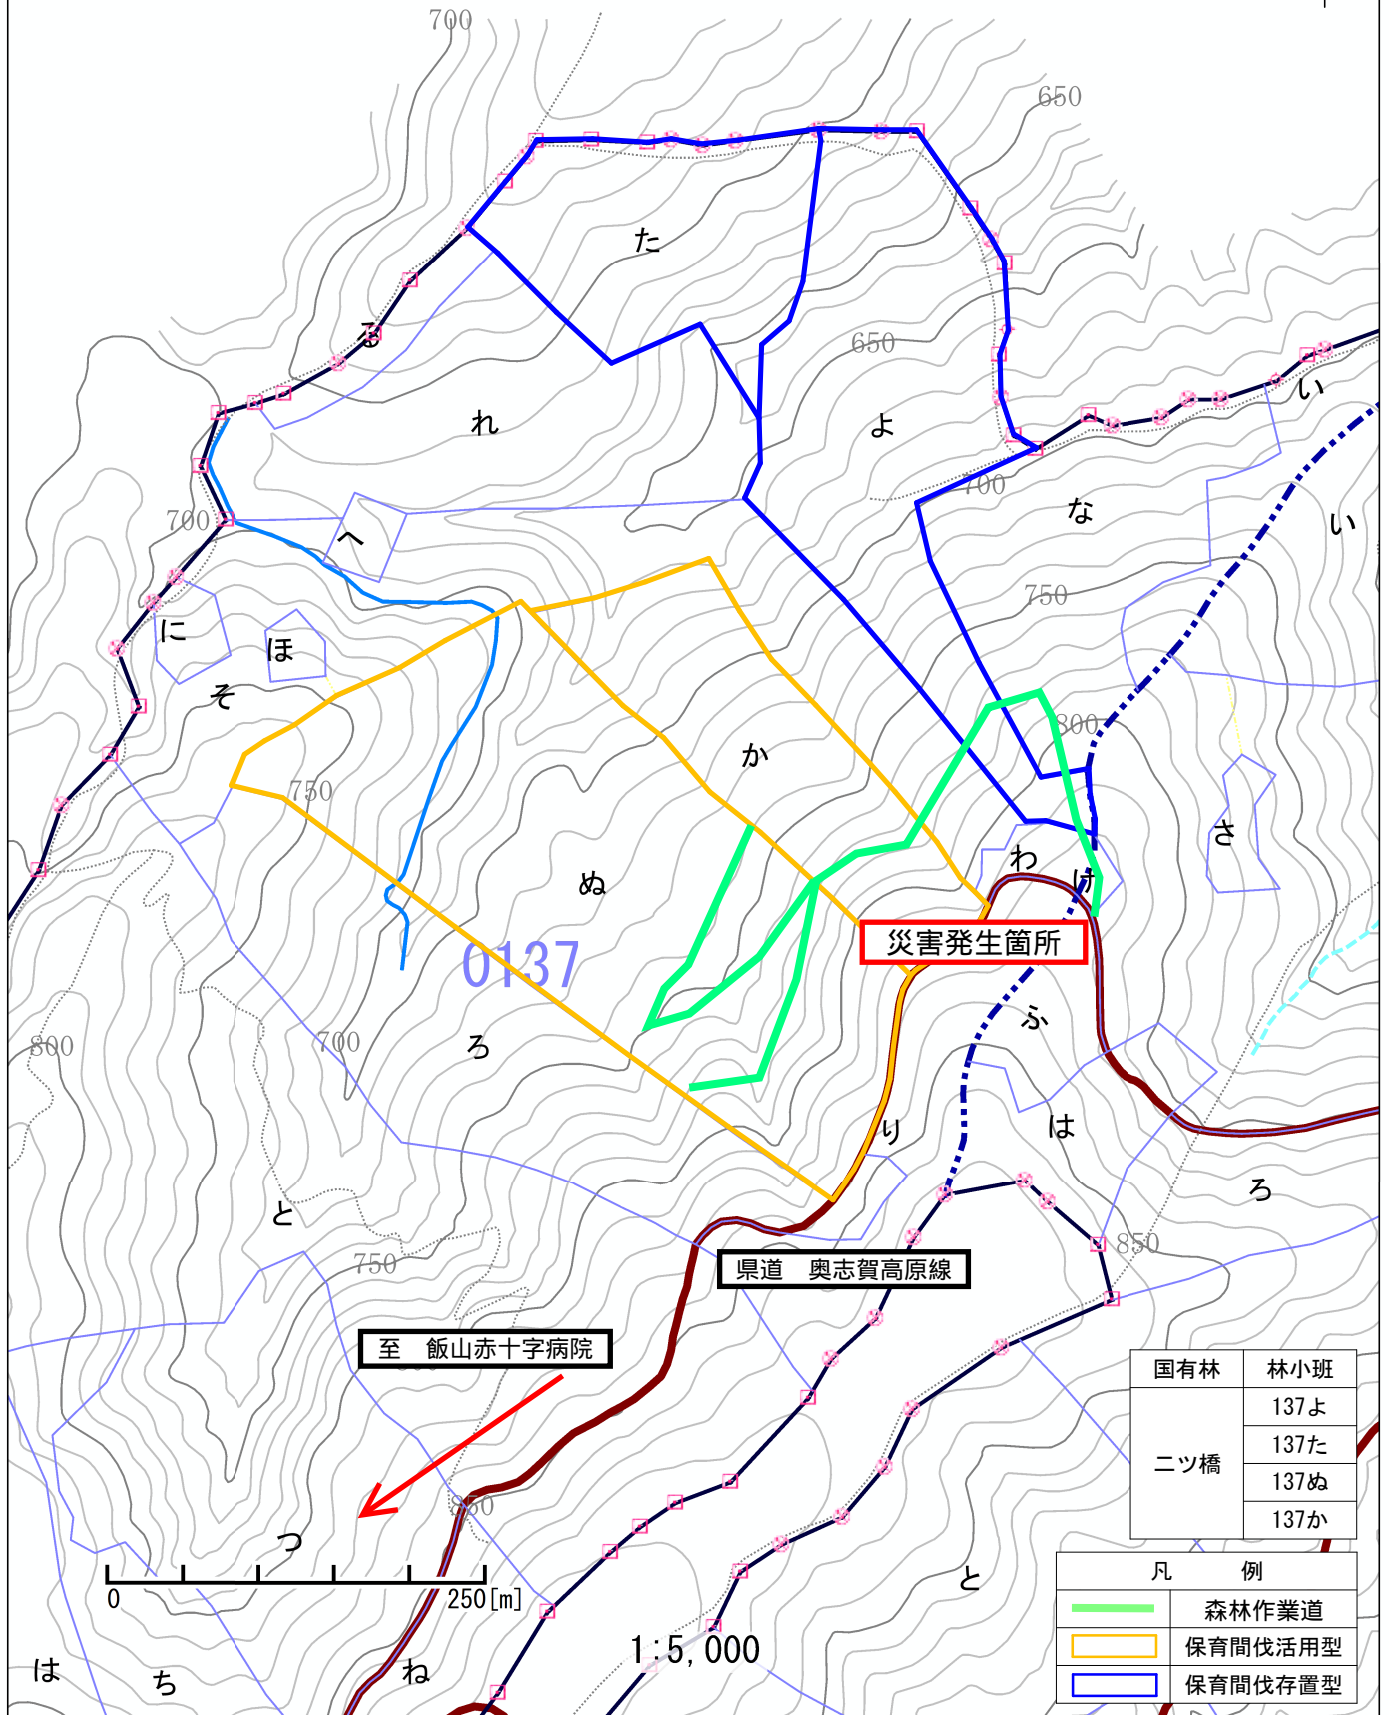 700
650
た
る
650
れ
よ
い
700
な
700
へ
い
750
に
ほ
そ
800
か
750
さ
わ
ぬ
け
災害発生箇所
0137
ふ
700
800
ろ
は
り
ろ
と
850
750
県道　奥志賀高原線
至　飯山赤十字病院
国有林 林小班
二ツ橋
137よ
137た
137ぬ
137か
850
つ
と
0 250[m]
1:5,000
凡　例
森林作業道
保育間伐活用型
保育間伐存置型
は
ち
ね